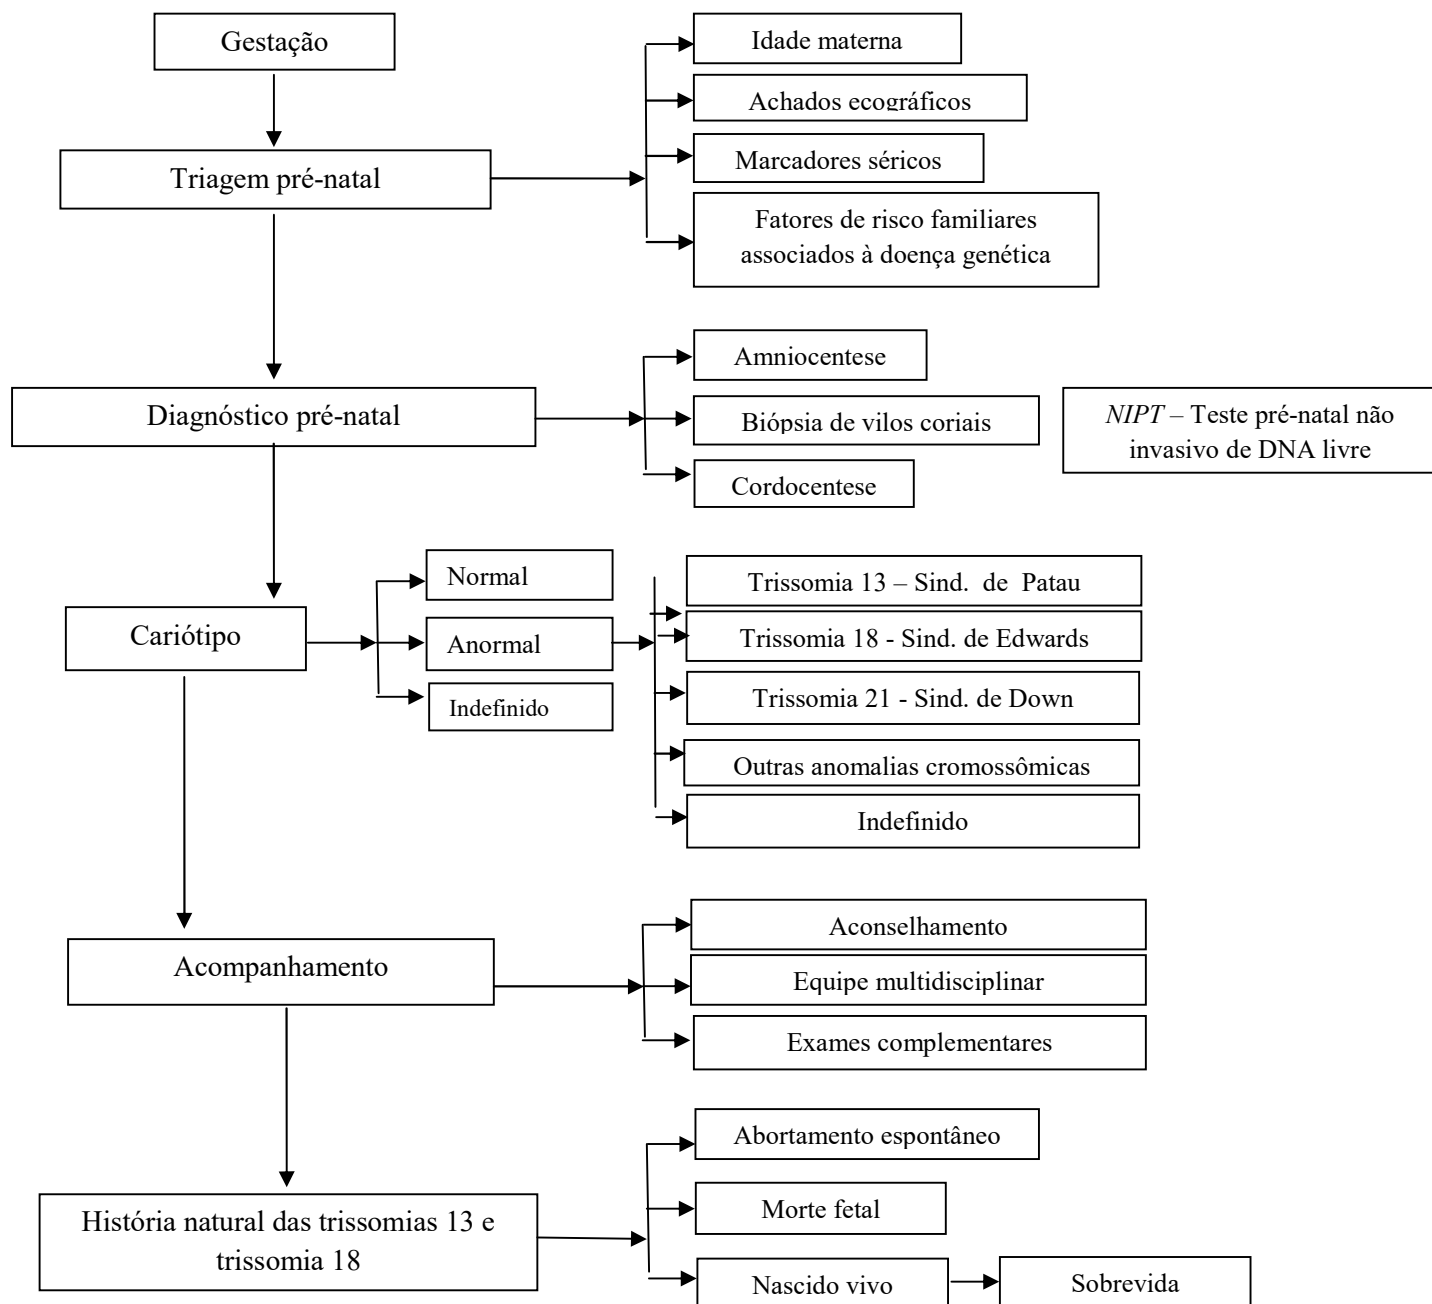 Gestação
Idade materna
Achados ecográficos
Triagem pré-natal
Marcadores séricos
Fatores de risco familiares
associados à doença genética
Diagnóstico pré-natal
Amniocentese
Biópsia de vilos coriais
Cordocentese
NIPT – Teste pré-natal não
invasivo de DNA livre
Cariótipo
Normal
Anormal
Indefinido
Trissomia 13 – Sind. de Patau
Trissomia 18 - Sind. de Edwards
Trissomia 21 - Sind. de Down
Outras anomalias cromossômicas
Indefinido
Acompanhamento
Aconselhamento
Equipe multidisciplinar
Exames complementares
História natural das trissomias 13 e
trissomia 18
Abortamento espontâneo
Morte fetal
Nascido vivo
Sobrevida